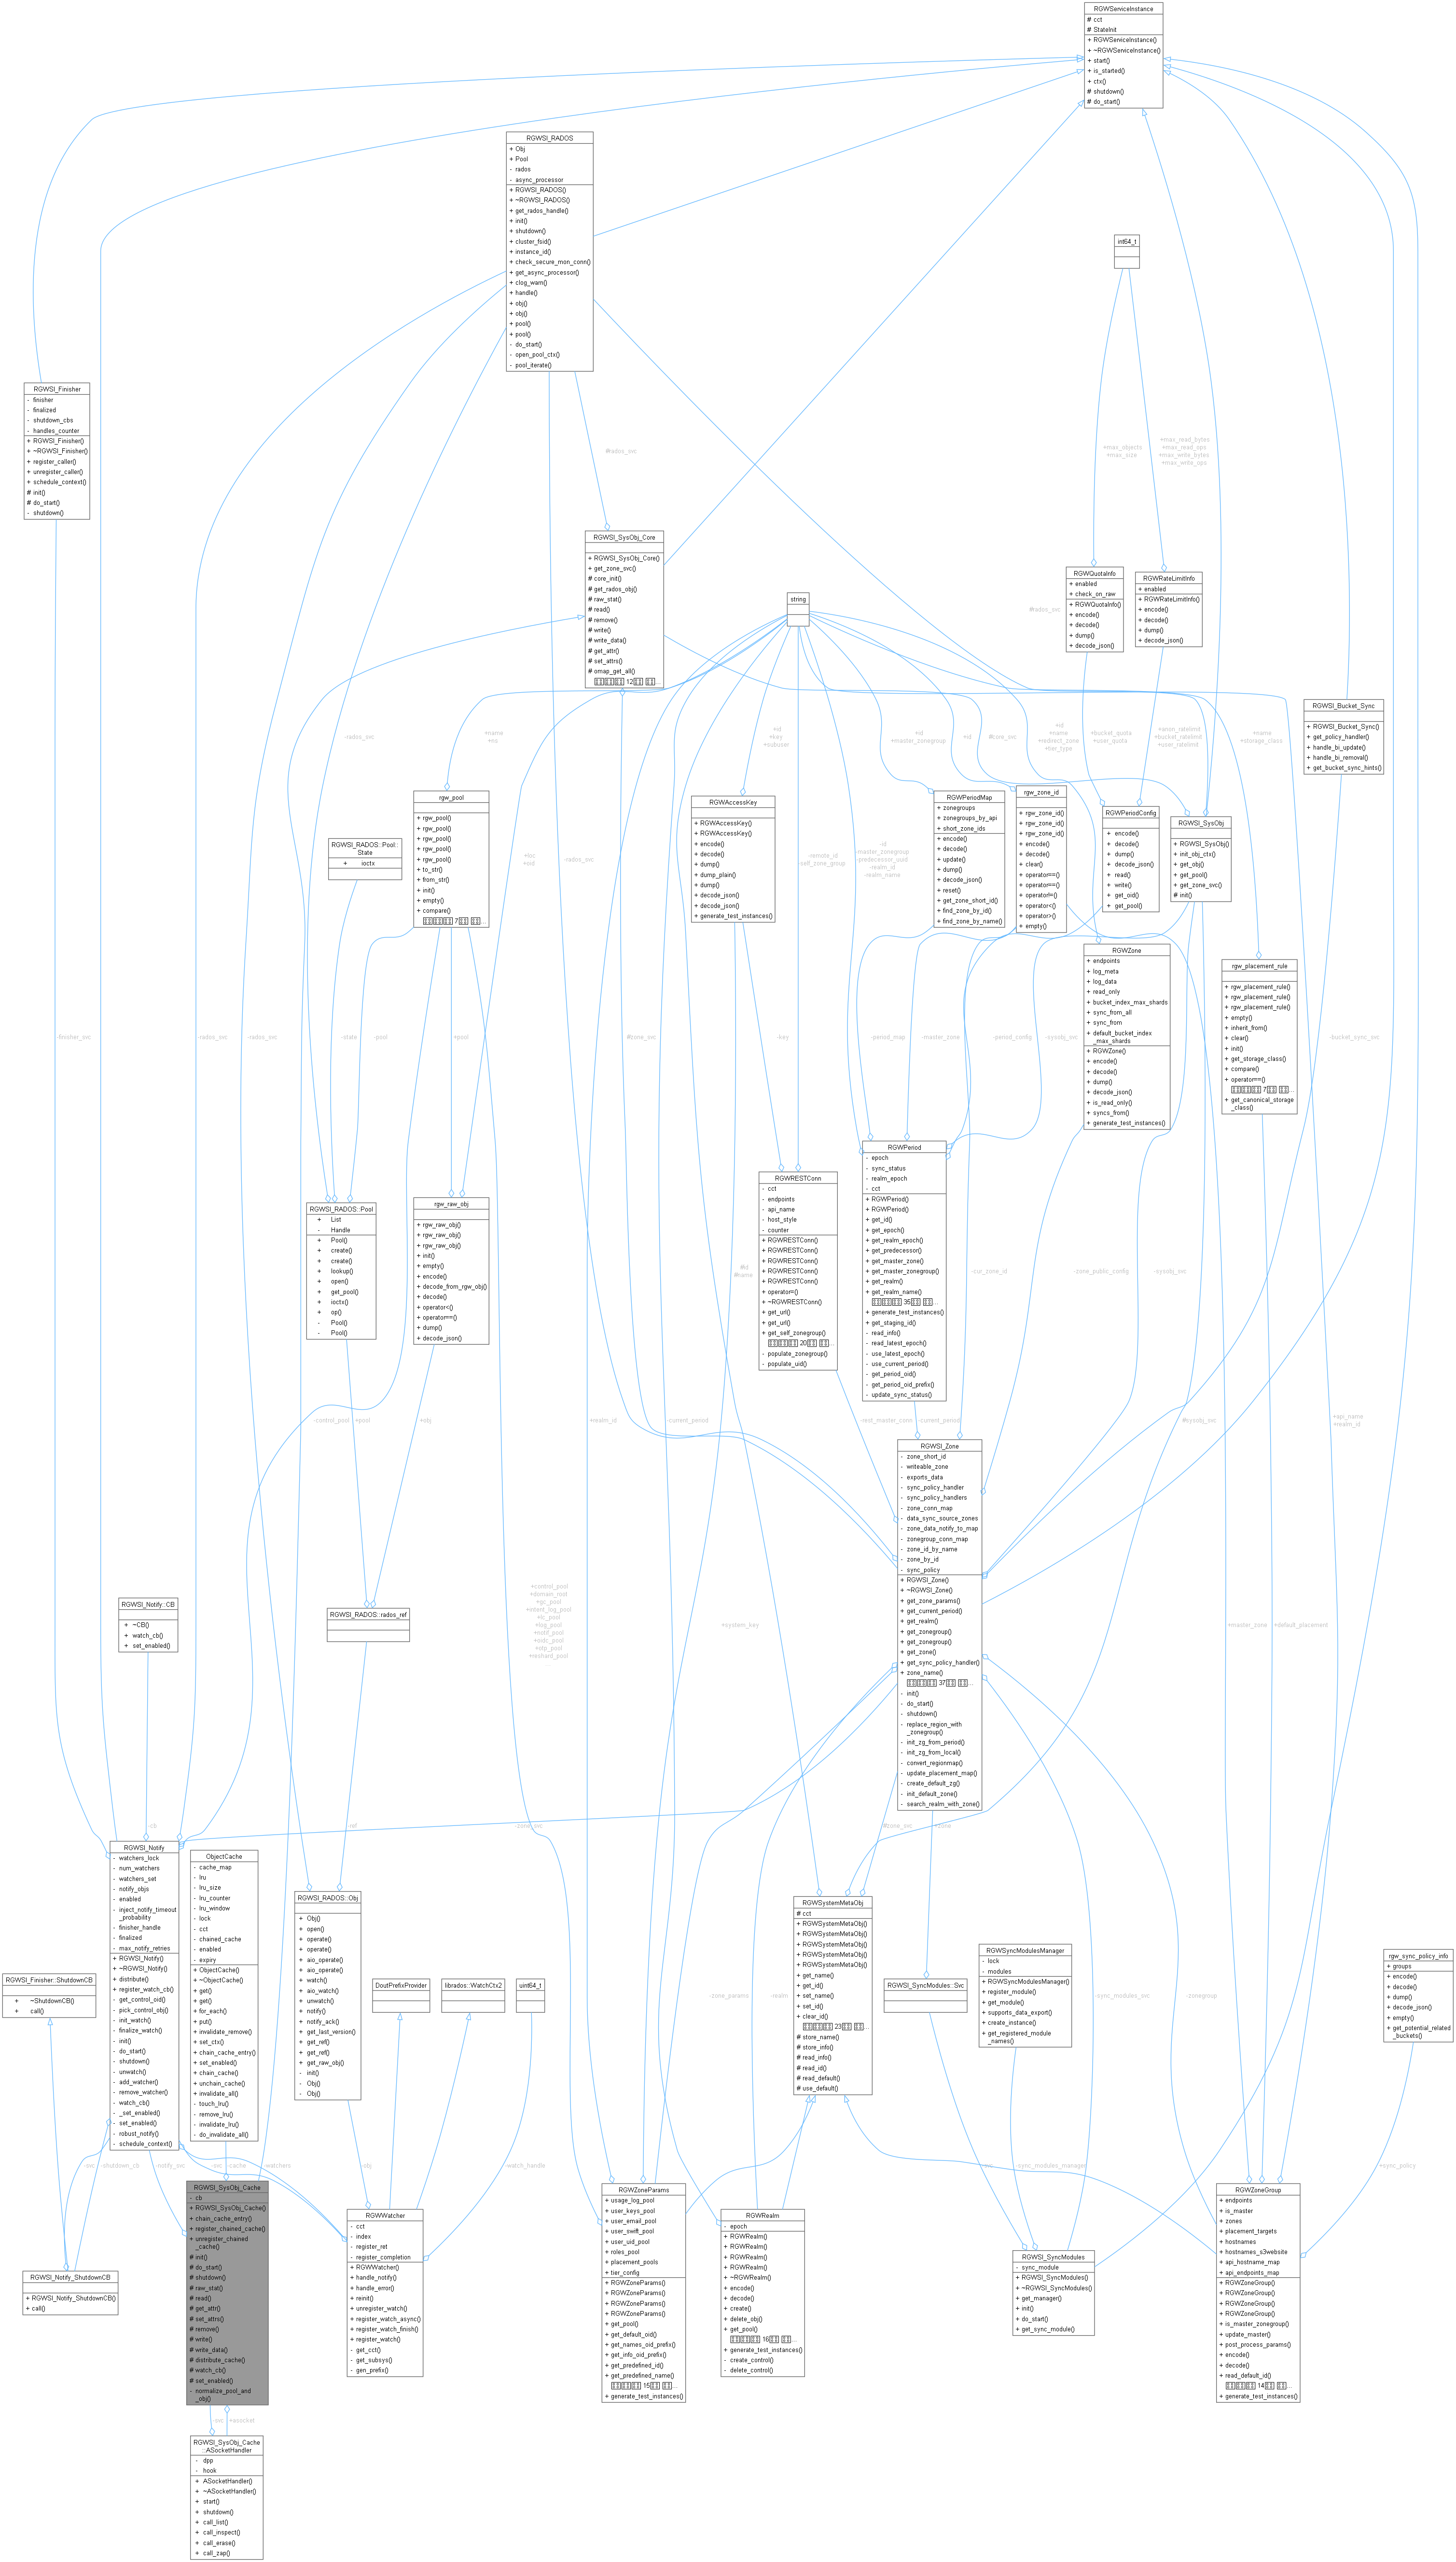 RGWServiceInstance
# cct
# StateInit
+ RGWServiceInstance()
+ ~RGWServiceInstance()
+ start()
+ is_started()
+ ctx()
# shutdown()
# do_start()
RGWSI_RADOS
+ Obj
+ Pool
- rados
- async_processor
+ RGWSI_RADOS()
+ ~RGWSI_RADOS()
+ get_rados_handle()
+ init()
+ shutdown()
+ cluster_fsid()
+ instance_id()
+ check_secure_mon_conn()
+ get_async_processor()
+ clog_warn()
+ handle()
+ obj()
+ obj()
+ pool()
+ pool()
- do_start()
- open_pool_ctx()
- pool_iterate()
int64_t
RGWSI_Finisher
- finisher
- finalized
- shutdown_cbs
- handles_counter
+ RGWSI_Finisher()
+ ~RGWSI_Finisher()
+ register_caller()
+ unregister_caller()
+ schedule_context()
# init()
# do_start()
- shutdown()
#rados_svc
+max_objects
+max_size
+max_read_bytes
+max_read_ops
+max_write_bytes
+max_write_ops
RGWSI_SysObj_Core
+ RGWSI_SysObj_Core()
+ get_zone_svc()
# core_init()
# get_rados_obj()
# raw_stat()
# read()
# remove()
# write()
# write_data()
# get_attr()
# set_attrs()
# omap_get_all()
12 ...
string
#rados_svc
RGWQuotaInfo
+ enabled
+ check_on_raw
+ RGWQuotaInfo()
+ encode()
+ decode()
+ dump()
+ decode_json()
RGWRateLimitInfo
+ enabled
+ RGWRateLimitInfo()
+ encode()
+ decode()
+ dump()
+ decode_json()
RGWSI_Bucket_Sync
+ RGWSI_Bucket_Sync()
+ get_policy_handler()
+ handle_bi_update()
+ handle_bi_removal()
+ get_bucket_sync_hints()
-rados_svc
+name
+ns
+id
+key
+subuser
+id
+master_zonegroup
+id
#core_svc
+id
+name
+redirect_zone
+tier_type
+bucket_quota
+user_quota
+anon_ratelimit
+bucket_ratelimit
+user_ratelimit
+name
+storage_class
rgw_pool
+ rgw_pool()
+ rgw_pool()
+ rgw_pool()
+ rgw_pool()
+ rgw_pool()
+ to_str()
+ from_str()
+ init()
+ empty()
+ compare()
7 ...
RGWSI_RADOS::Pool::
State
+ ioctx
RGWAccessKey
+ RGWAccessKey()
+ RGWAccessKey()
+ encode()
+ decode()
+ dump()
+ dump_plain()
+ dump()
+ decode_json()
+ decode_json()
+ generate_test_instances()
RGWPeriodMap
+ zonegroups
+ zonegroups_by_api
+ short_zone_ids
+ encode()
+ decode()
+ update()
+ dump()
+ decode_json()
+ reset()
+ get_zone_short_id()
+ find_zone_by_id()
+ find_zone_by_name()
rgw_zone_id
+ rgw_zone_id()
+ rgw_zone_id()
+ rgw_zone_id()
+ encode()
+ decode()
+ clear()
+ operator==()
+ operator==()
+ operator!=()
+ operator<()
+ operator>()
+ empty()
RGWPeriodConfig
+ encode()
+ decode()
+ dump()
+ decode_json()
+ read()
+ write()
+ get_oid()
+ get_pool()
RGWSI_SysObj
+ RGWSI_SysObj()
+ init_obj_ctx()
+ get_obj()
+ get_pool()
+ get_zone_svc()
# init()
+loc
+oid
-rados_svc
-remote_id
-self_zone_group
-id
-master_zonegroup
-predecessor_uuid
-realm_id
-realm_name
RGWZone
+ endpoints
+ log_meta
+ log_data
+ read_only
+ bucket_index_max_shards
+ sync_from_all
+ sync_from
+ default_bucket_index
_max_shards
+ RGWZone()
+ encode()
+ decode()
+ dump()
+ decode_json()
+ is_read_only()
+ syncs_from()
+ generate_test_instances()
rgw_placement_rule
+ rgw_placement_rule()
+ rgw_placement_rule()
+ rgw_placement_rule()
+ empty()
+ inherit_from()
+ clear()
+ init()
+ get_storage_class()
+ compare()
+ operator==()
7 ...
+ get_canonical_storage
_class()
-finisher_svc
-rados_svc
-rados_svc
-state
-pool
+pool
#zone_svc
-key
-period_map
-master_zone
-period_config
-sysobj_svc
-bucket_sync_svc
RGWPeriod
- epoch
- sync_status
- realm_epoch
- cct
+ RGWPeriod()
+ RGWPeriod()
+ get_id()
+ get_epoch()
+ get_realm_epoch()
+ get_predecessor()
+ get_master_zone()
+ get_master_zonegroup()
+ get_realm()
+ get_realm_name()
35 ...
+ generate_test_instances()
+ get_staging_id()
- read_info()
- read_latest_epoch()
- use_latest_epoch()
- use_current_period()
- get_period_oid()
- get_period_oid_prefix()
- update_sync_status()
RGWRESTConn
- cct
- endpoints
- api_name
- host_style
- counter
+ RGWRESTConn()
+ RGWRESTConn()
+ RGWRESTConn()
+ RGWRESTConn()
+ RGWRESTConn()
+ operator=()
+ ~RGWRESTConn()
+ get_url()
+ get_url()
+ get_self_zonegroup()
20 ...
- populate_zonegroup()
- populate_uid()
RGWSI_RADOS::Pool
+ List
- Handle
+ Pool()
+ create()
+ create()
+ lookup()
+ open()
+ get_pool()
+ ioctx()
+ op()
- Pool()
- Pool()
rgw_raw_obj
+ rgw_raw_obj()
+ rgw_raw_obj()
+ rgw_raw_obj()
+ init()
+ empty()
+ encode()
+ decode_from_rgw_obj()
+ decode()
+ operator<()
+ operator==()
+ dump()
+ decode_json()
#id
#name
-cur_zone_id
-zone_public_config
-sysobj_svc
-control_pool
+pool
+obj
+realm_id
-current_period
-rest_master_conn
-current_period
#sysobj_svc
+api_name
+realm_id
RGWSI_Zone
- zone_short_id
- writeable_zone
- exports_data
- sync_policy_handler
- sync_policy_handlers
- zone_conn_map
- data_sync_source_zones
- zone_data_notify_to_map
- zonegroup_conn_map
- zone_id_by_name
- zone_by_id
- sync_policy
+ RGWSI_Zone()
+ ~RGWSI_Zone()
+ get_zone_params()
+ get_current_period()
+ get_realm()
+ get_zonegroup()
+ get_zonegroup()
+ get_zone()
+ get_sync_policy_handler()
+ zone_name()
37 ...
- init()
- do_start()
- shutdown()
- replace_region_with
_zonegroup()
- init_zg_from_period()
- init_zg_from_local()
- convert_regionmap()
- update_placement_map()
- create_default_zg()
- init_default_zone()
- search_realm_with_zone()
RGWSI_Notify::CB
+ ~CB()
+ watch_cb()
+ set_enabled()
RGWSI_RADOS::rados_ref
+control_pool
+domain_root
+gc_pool
+intent_log_pool
+lc_pool
+log_pool
+notif_pool
+oidc_pool
+otp_pool
+reshard_pool
+system_key
+master_zone
+default_placement
-cb
-ref
-zone_svc
#zone_svc
+zone
RGWSI_Notify
- watchers_lock
- num_watchers
- watchers_set
- notify_objs
- enabled
- inject_notify_timeout
_probability
- finisher_handle
- finalized
- max_notify_retries
+ RGWSI_Notify()
+ ~RGWSI_Notify()
+ distribute()
+ register_watch_cb()
- get_control_oid()
- pick_control_obj()
- init_watch()
- finalize_watch()
- init()
- do_start()
- shutdown()
- unwatch()
- add_watcher()
- remove_watcher()
- watch_cb()
- _set_enabled()
- set_enabled()
- robust_notify()
- schedule_context()
ObjectCache
- cache_map
- lru
- lru_size
- lru_counter
- lru_window
- lock
- cct
- chained_cache
- enabled
- expiry
+ ObjectCache()
+ ~ObjectCache()
+ get()
+ get()
+ for_each()
+ put()
+ invalidate_remove()
+ set_ctx()
+ chain_cache_entry()
+ set_enabled()
+ chain_cache()
+ unchain_cache()
+ invalidate_all()
- touch_lru()
- remove_lru()
- invalidate_lru()
- do_invalidate_all()
RGWSI_RADOS::Obj
+ Obj()
+ open()
+ operate()
+ operate()
+ aio_operate()
+ aio_operate()
+ watch()
+ aio_watch()
+ unwatch()
+ notify()
+ notify_ack()
+ get_last_version()
+ get_ref()
+ get_ref()
+ get_raw_obj()
- init()
- Obj()
- Obj()
RGWSystemMetaObj
# cct
+ RGWSystemMetaObj()
+ RGWSystemMetaObj()
+ RGWSystemMetaObj()
+ RGWSystemMetaObj()
+ RGWSystemMetaObj()
+ get_name()
+ get_id()
+ set_name()
+ set_id()
+ clear_id()
23 ...
# store_name()
# store_info()
# read_info()
# read_id()
# read_default()
# use_default()
RGWSyncModulesManager
- lock
- modules
+ RGWSyncModulesManager()
+ register_module()
+ get_module()
+ supports_data_export()
+ create_instance()
+ get_registered_module
_names()
rgw_sync_policy_info
+ groups
+ encode()
+ decode()
+ dump()
+ decode_json()
+ empty()
+ get_potential_related
_buckets()
RGWSI_Finisher::ShutdownCB
+ ~ShutdownCB()
+ call()
DoutPrefixProvider
librados::WatchCtx2
uint64_t
RGWSI_SyncModules::Svc
-zone_params
-realm
-sync_modules_svc
-zonegroup
-svc
-shutdown_cb
-notify_svc
-svc
-cache
-watchers
-obj
-watch_handle
-svc
-sync_modules_manager
+sync_policy
RGWSI_SysObj_Cache
- cb
+ RGWSI_SysObj_Cache()
+ chain_cache_entry()
+ register_chained_cache()
+ unregister_chained
_cache()
# init()
# do_start()
# shutdown()
# raw_stat()
# read()
# get_attr()
# set_attrs()
# remove()
# write()
# write_data()
# distribute_cache()
# watch_cb()
# set_enabled()
- normalize_pool_and
_obj()
RGWSI_Notify_ShutdownCB
+ RGWSI_Notify_ShutdownCB()
+ call()
RGWWatcher
- cct
- index
- register_ret
- register_completion
+ RGWWatcher()
+ handle_notify()
+ handle_error()
+ reinit()
+ unregister_watch()
+ register_watch_async()
+ register_watch_finish()
+ register_watch()
- get_cct()
- get_subsys()
- gen_prefix()
RGWZoneParams
+ usage_log_pool
+ user_keys_pool
+ user_email_pool
+ user_swift_pool
+ user_uid_pool
+ roles_pool
+ placement_pools
+ tier_config
+ RGWZoneParams()
+ RGWZoneParams()
+ RGWZoneParams()
+ RGWZoneParams()
+ get_pool()
+ get_default_oid()
+ get_names_oid_prefix()
+ get_info_oid_prefix()
+ get_predefined_id()
+ get_predefined_name()
15 ...
+ generate_test_instances()
RGWRealm
- epoch
+ RGWRealm()
+ RGWRealm()
+ RGWRealm()
+ RGWRealm()
+ ~RGWRealm()
+ encode()
+ decode()
+ create()
+ delete_obj()
+ get_pool()
16 ...
+ generate_test_instances()
- create_control()
- delete_control()
RGWSI_SyncModules
- sync_module
+ RGWSI_SyncModules()
+ ~RGWSI_SyncModules()
+ get_manager()
+ init()
+ do_start()
+ get_sync_module()
RGWZoneGroup
+ endpoints
+ is_master
+ zones
+ placement_targets
+ hostnames
+ hostnames_s3website
+ api_hostname_map
+ api_endpoints_map
+ RGWZoneGroup()
+ RGWZoneGroup()
+ RGWZoneGroup()
+ RGWZoneGroup()
+ is_master_zonegroup()
+ update_master()
+ post_process_params()
+ encode()
+ decode()
+ read_default_id()
14 ...
+ generate_test_instances()
-svc
+asocket
RGWSI_SysObj_Cache
::ASocketHandler
- dpp
- hook
+ ASocketHandler()
+ ~ASocketHandler()
+ start()
+ shutdown()
+ call_list()
+ call_inspect()
+ call_erase()
+ call_zap()